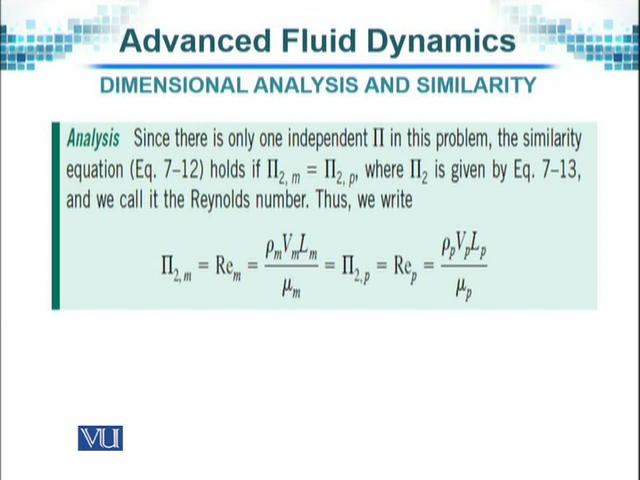 Advanced Fluid Dynamics
DIMENSIONAL ANALYSIS AND SIMILARITY
Analysis Since there is only one independent Π in this problem, the similarity
equation (Eq. 7–12) holds if Π₂,ₘ = Π₂,ₚ, where Π₂ is given by Eq. 7–13,
and we call it the Reynolds number. Thus, we write
Π₂,ₘ = Reₘ = ρₘVₘLₘ / μₘ = Π₂,ₚ = Reₚ = ρₚVₚLₚ / μₚ
VU